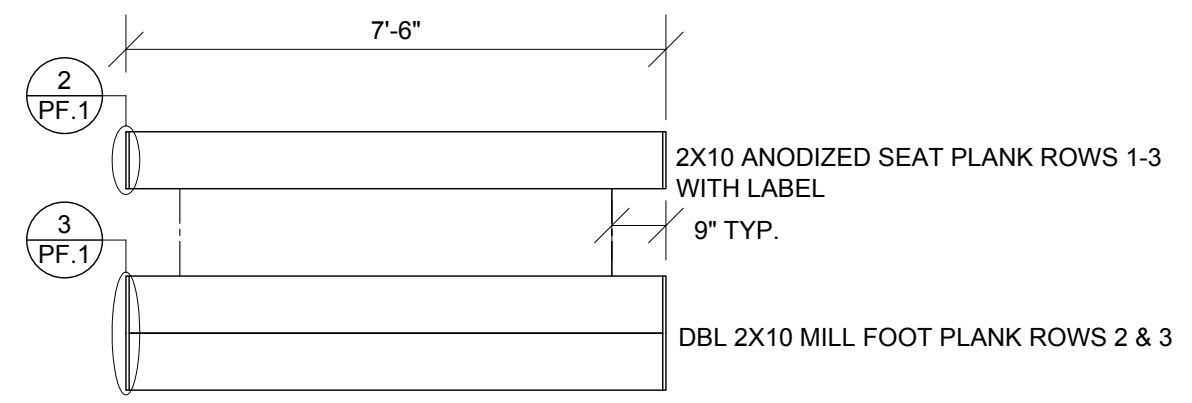 7'-6"
2
PF.1
2X10 ANODIZED SEAT PLANK ROWS 1-3
WITH LABEL
3
PF.1
9" TYP.
DBL 2X10 MILL FOOT PLANK ROWS 2 & 3